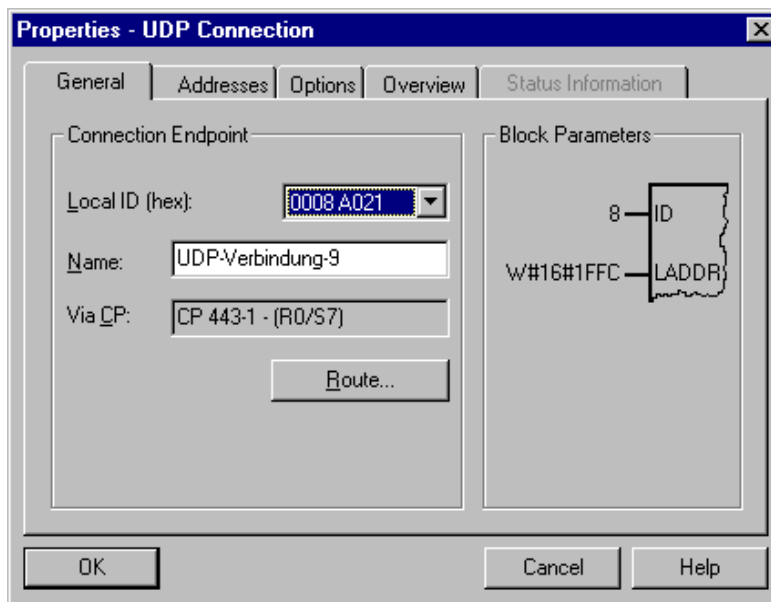 Properties - UDP Connection
General Addresses Options Overview Status Information
Connection Endpoint
Local ID (hex): 0008 A021
Name: UDP-Verbindung-9
Via CP: CP 443-1 - (R0/S7)
Route...
Block Parameters
8 ID
W#16#1FFC LADDR
OK Cancel Help